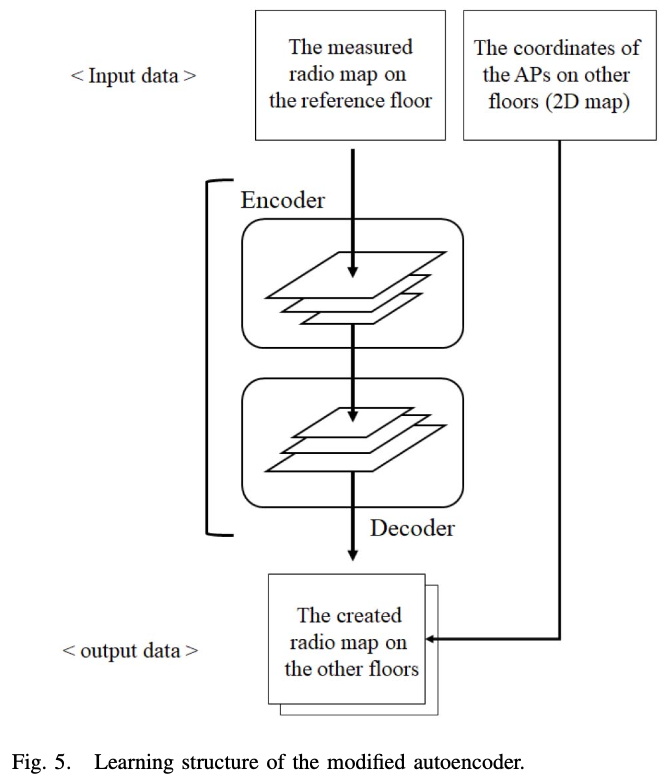 < Input data >
The measured
radio map on
the reference floor
The coordinates of
the APs on other
floors (2D map)
Encoder
Decoder
< output data >
The created
radio map on
the other floors
Fig. 5. Learning structure of the modified autoencoder.